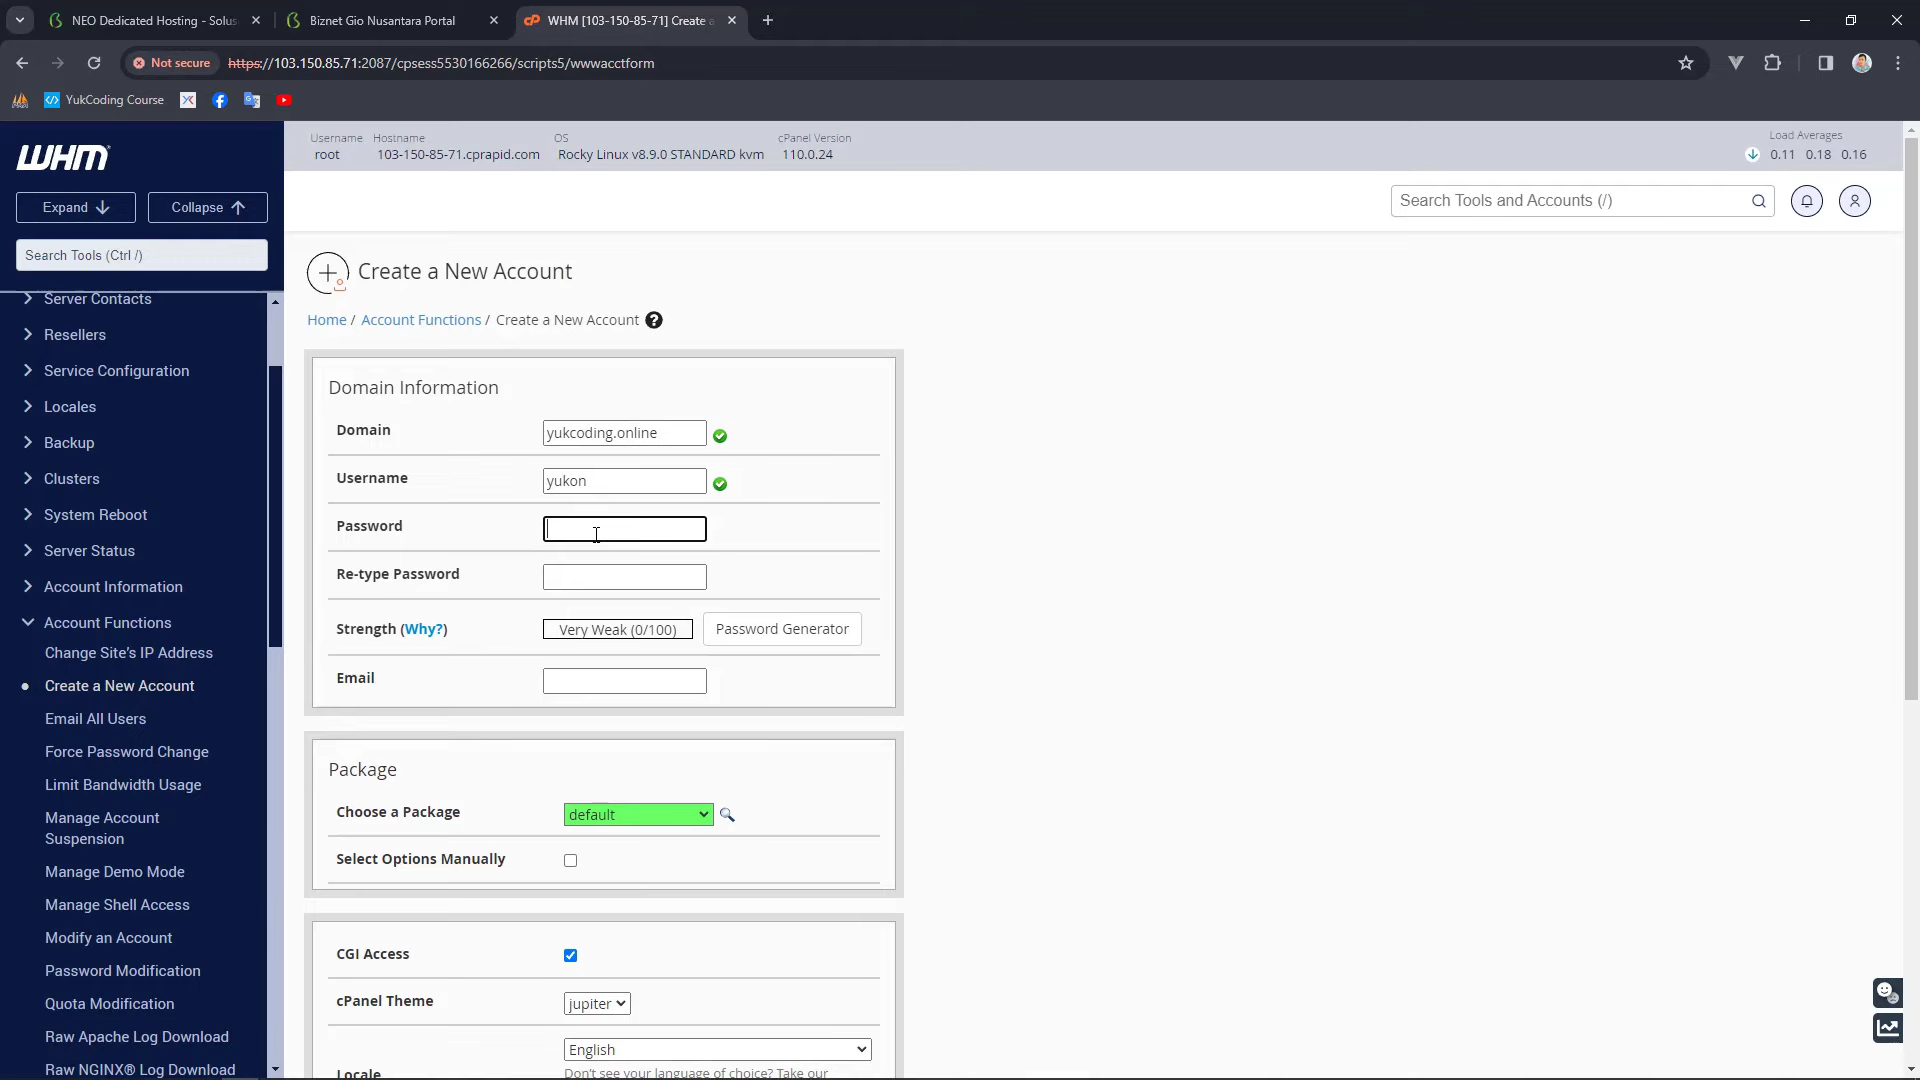 NEO Dedicated Hosting - Solus
Biznet Gio Nusantara Portal
WHM [103-150-85-71] Create a
Not secure
https://103.150.85.71:2087/cpsess5530166266/scripts5/wwwacctform
YukCoding Course
WHM
Expand
Collapse
Search Tools (Ctrl /)
Server Contacts
Resellers
Service Configuration
Locales
Backup
Clusters
System Reboot
Server Status
Account Information
Account Functions
Change Site's IP Address
Create a New Account
Email All Users
Force Password Change
Limit Bandwidth Usage
Manage Account
Suspension
Manage Demo Mode
Manage Shell Access
Modify an Account
Password Modification
Quota Modification
Raw Apache Log Download
Raw NGINX® Log Download
Username Hostname OS cPanel Version
root 103-150-85-71.cprapid.com Rocky Linux v8.9.0 STANDARD kvm 110.0.24
Load Averages
0.11 0.18 0.16
Search Tools and Accounts (/)
Create a New Account
Home / Account Functions / Create a New Account
Domain Information
Domain yukcoding.online
Username yukon
Password
Re-type Password
Strength (Why?) Very Weak (0/100) Password Generator
Email
Package
Choose a Package default
Select Options Manually
CGI Access
cPanel Theme jupiter
Locale English
Don't see your language of choice? Take our